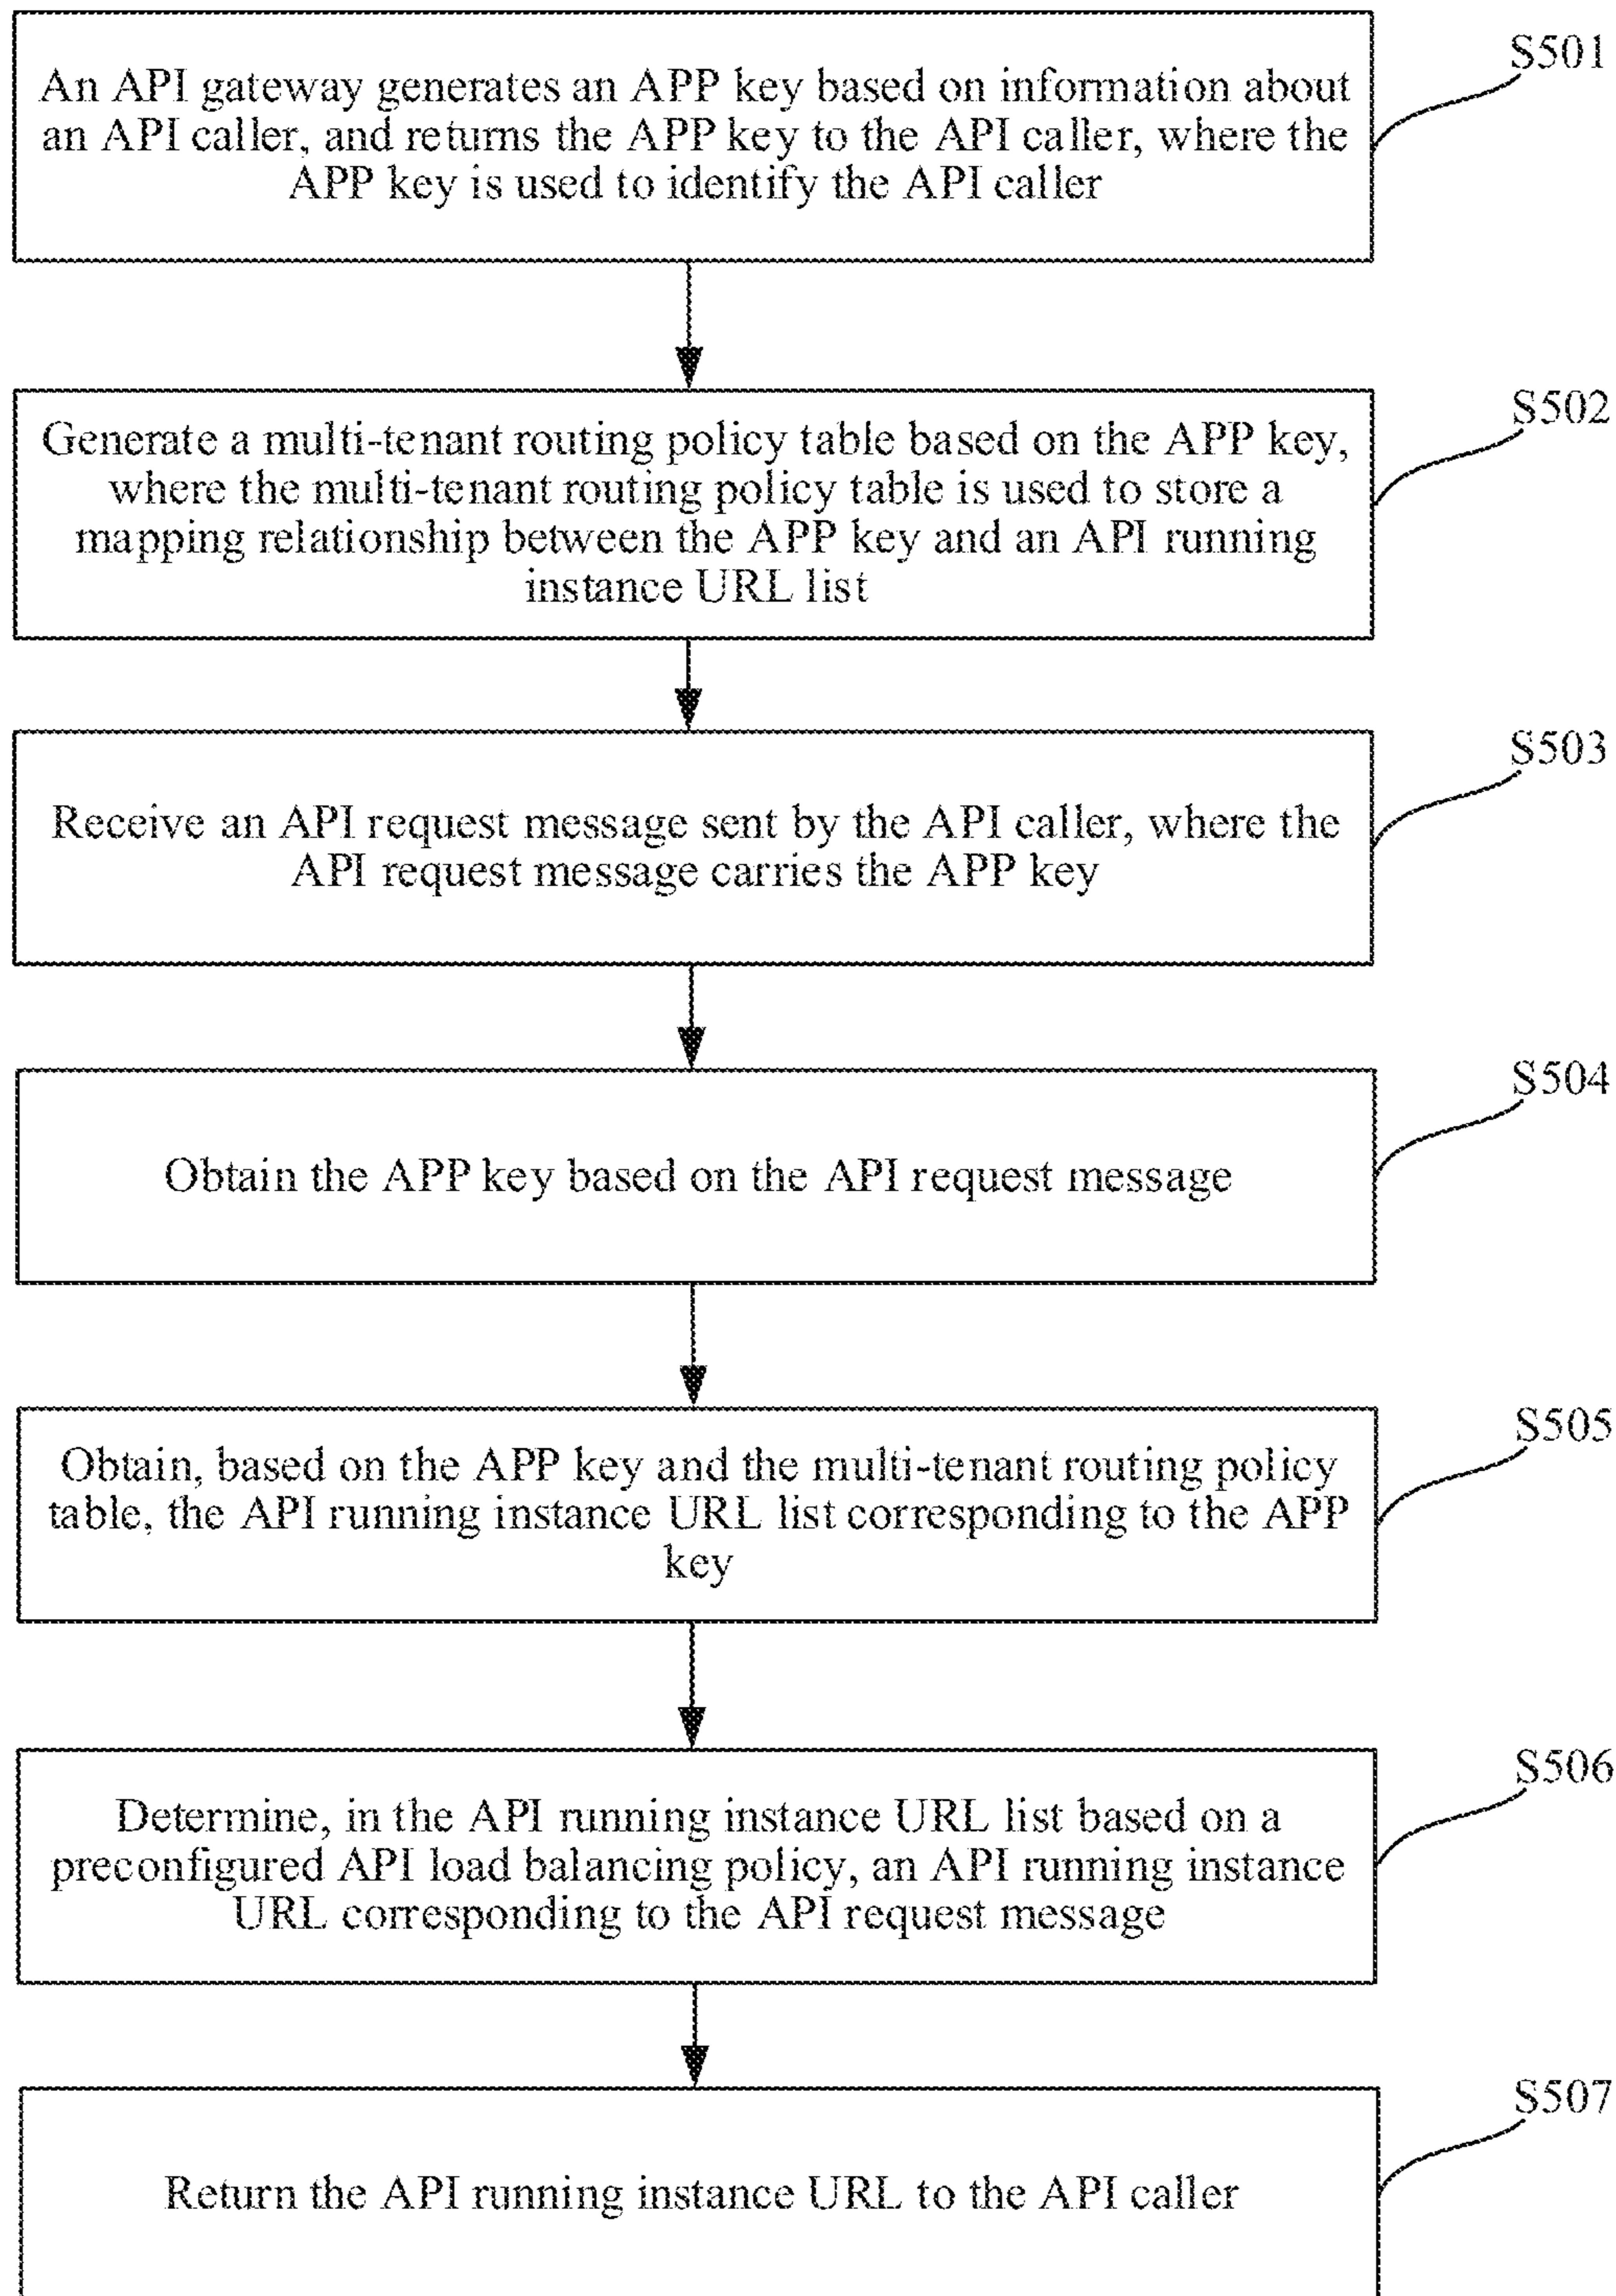 S501
An API gateway generates an APP key based on information about
an API caller, and returns the APP key to the API caller, where the
APP key is used to identify the API caller
S502
Generate a multi-tenant routing policy table based on the APP key,
where the multi-tenant routing policy table is used to store a
mapping relationship between the APP key and an API running
instance URL list
S503
Receive an API request message sent by the API caller, where the
API request message carries the APP key
S504
Obtain the APP key based on the API request message
S505
Obtain, based on the APP key and the multi-tenant routing policy
table, the API running instance URL list corresponding to the APP
key
S506
Determine, in the API running instance URL list based on a
preconfigured API load balancing policy, an API running instance
URL corresponding to the API request message
S507
Return the API running instance URL to the API caller